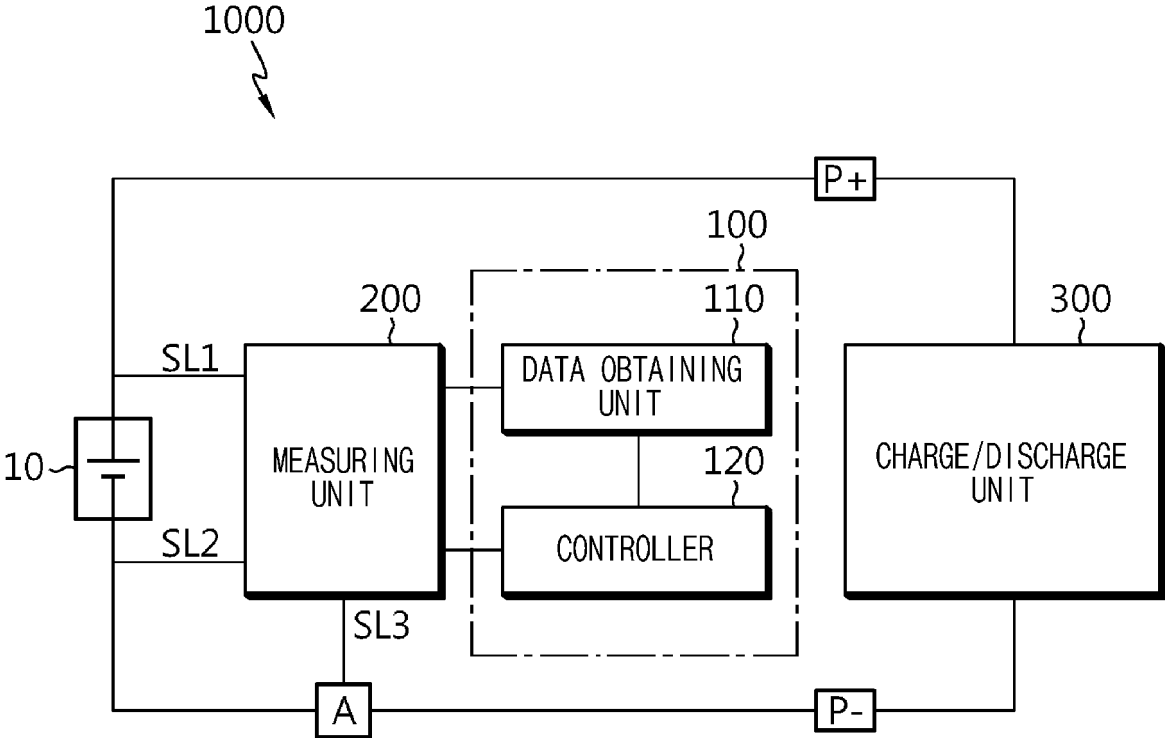 1000
P+
100
200
110
300
SL1
DATA OBTAINING
UNIT
10
MEASURING
UNIT
120
CHARGE/DISCHARGE
UNIT
SL2
CONTROLLER
SL3
A
P-